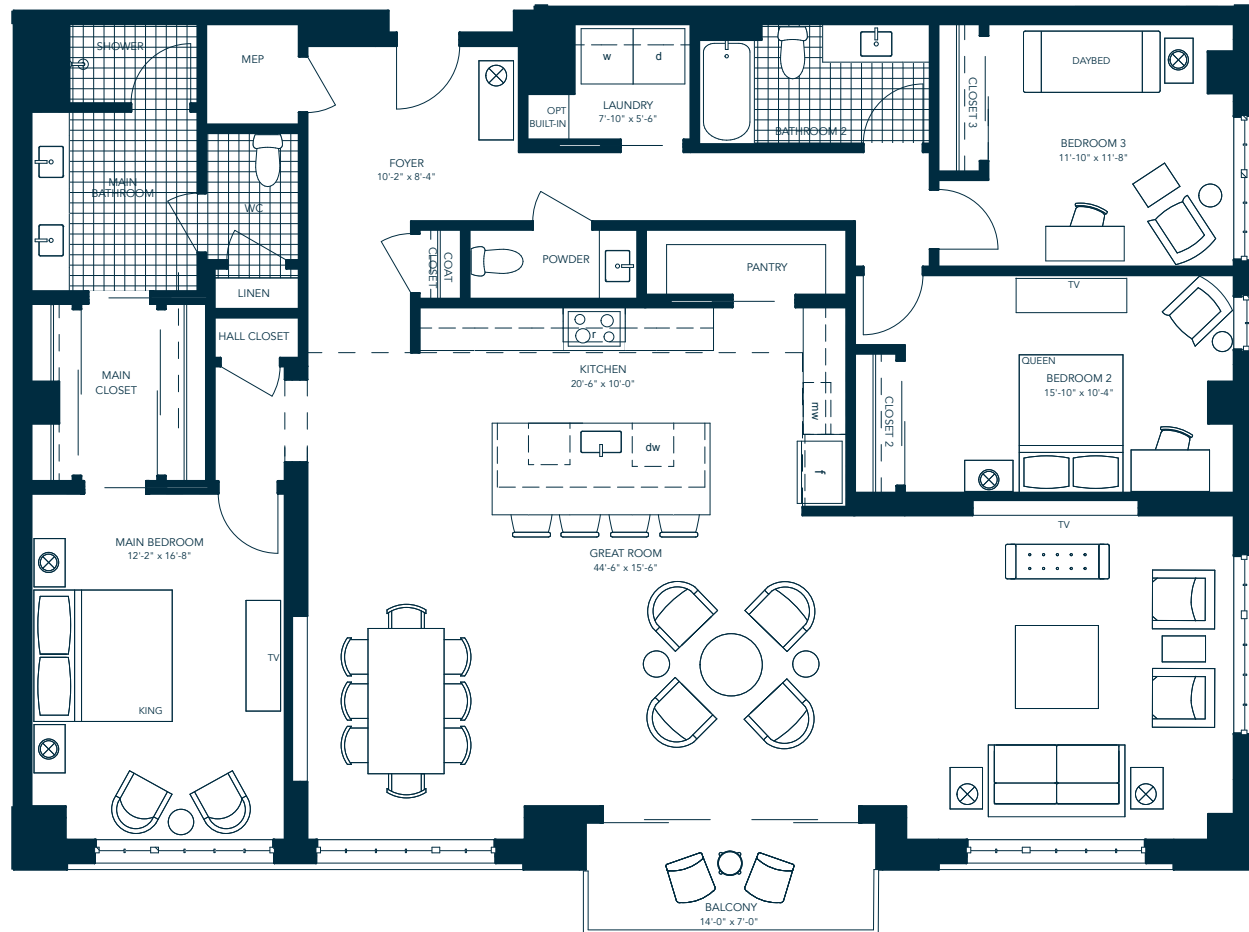 SHOWER
MEP
w
d
OPT
BUILT-IN
LAUNDRY
7'-10" x 5'-6"
BATHROOM 2
CLOSET 3
DAYBED
BEDROOM 3
11'-10" x 11'-8"
FOYER
10'-2" x 8'-4"
MAIN
BATHROOM
WC
COAT
CLOSET
POWDER
PANTRY
LINEN
HALL CLOSET
TV
r
KITCHEN
20'-6" x 10'-0"
QUEEN
BEDROOM 2
15'-10" x 10'-4"
MAIN
CLOSET
mw
CLOSET 2
dw
f
TV
MAIN BEDROOM
12'-2" x 16'-8"
GREAT ROOM
44'-6" x 15'-6"
TV
KING
BALCONY
14'-0" x 7'-0"